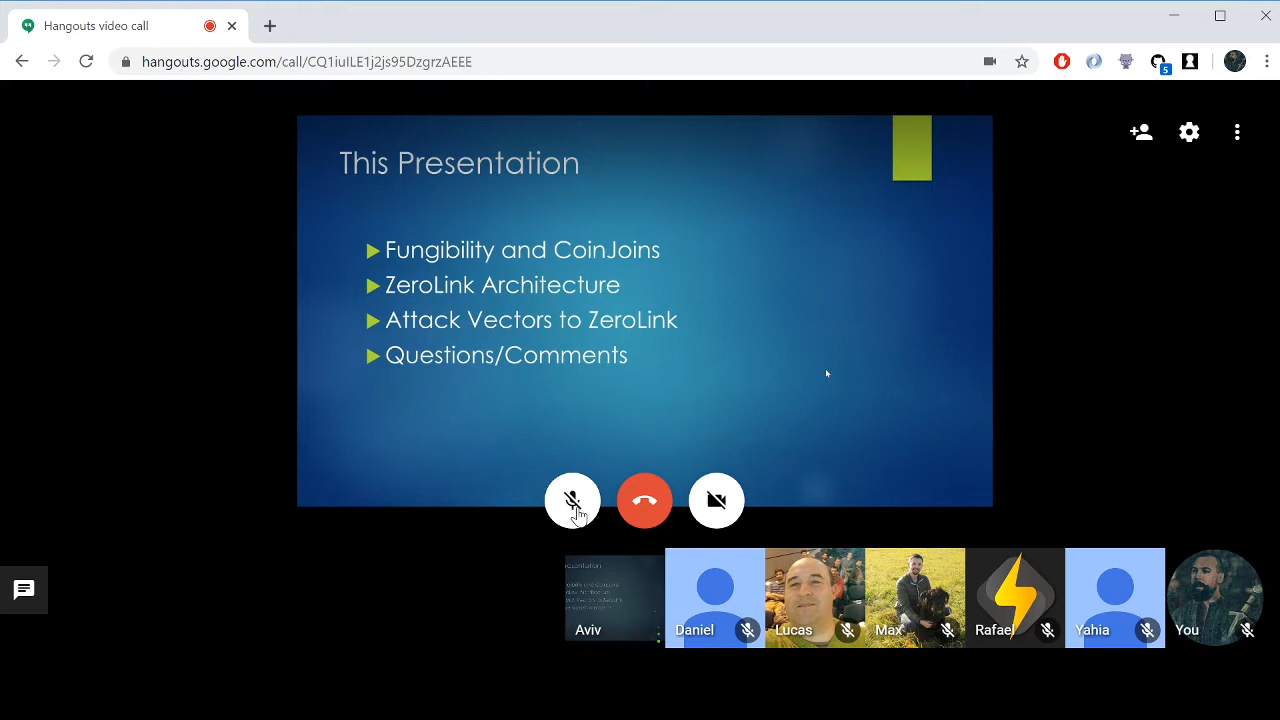 Hangouts video call
hangouts.google.com/call/CQ1iuILE1j2js95DzgrzAEEE
5
This Presentation
Fungibility and CoinJoins
ZeroLink Architecture
Attack Vectors to ZeroLink
Questions/Comments
Aviv
Daniel
Lucas
Max
Rafael
Yahia
You